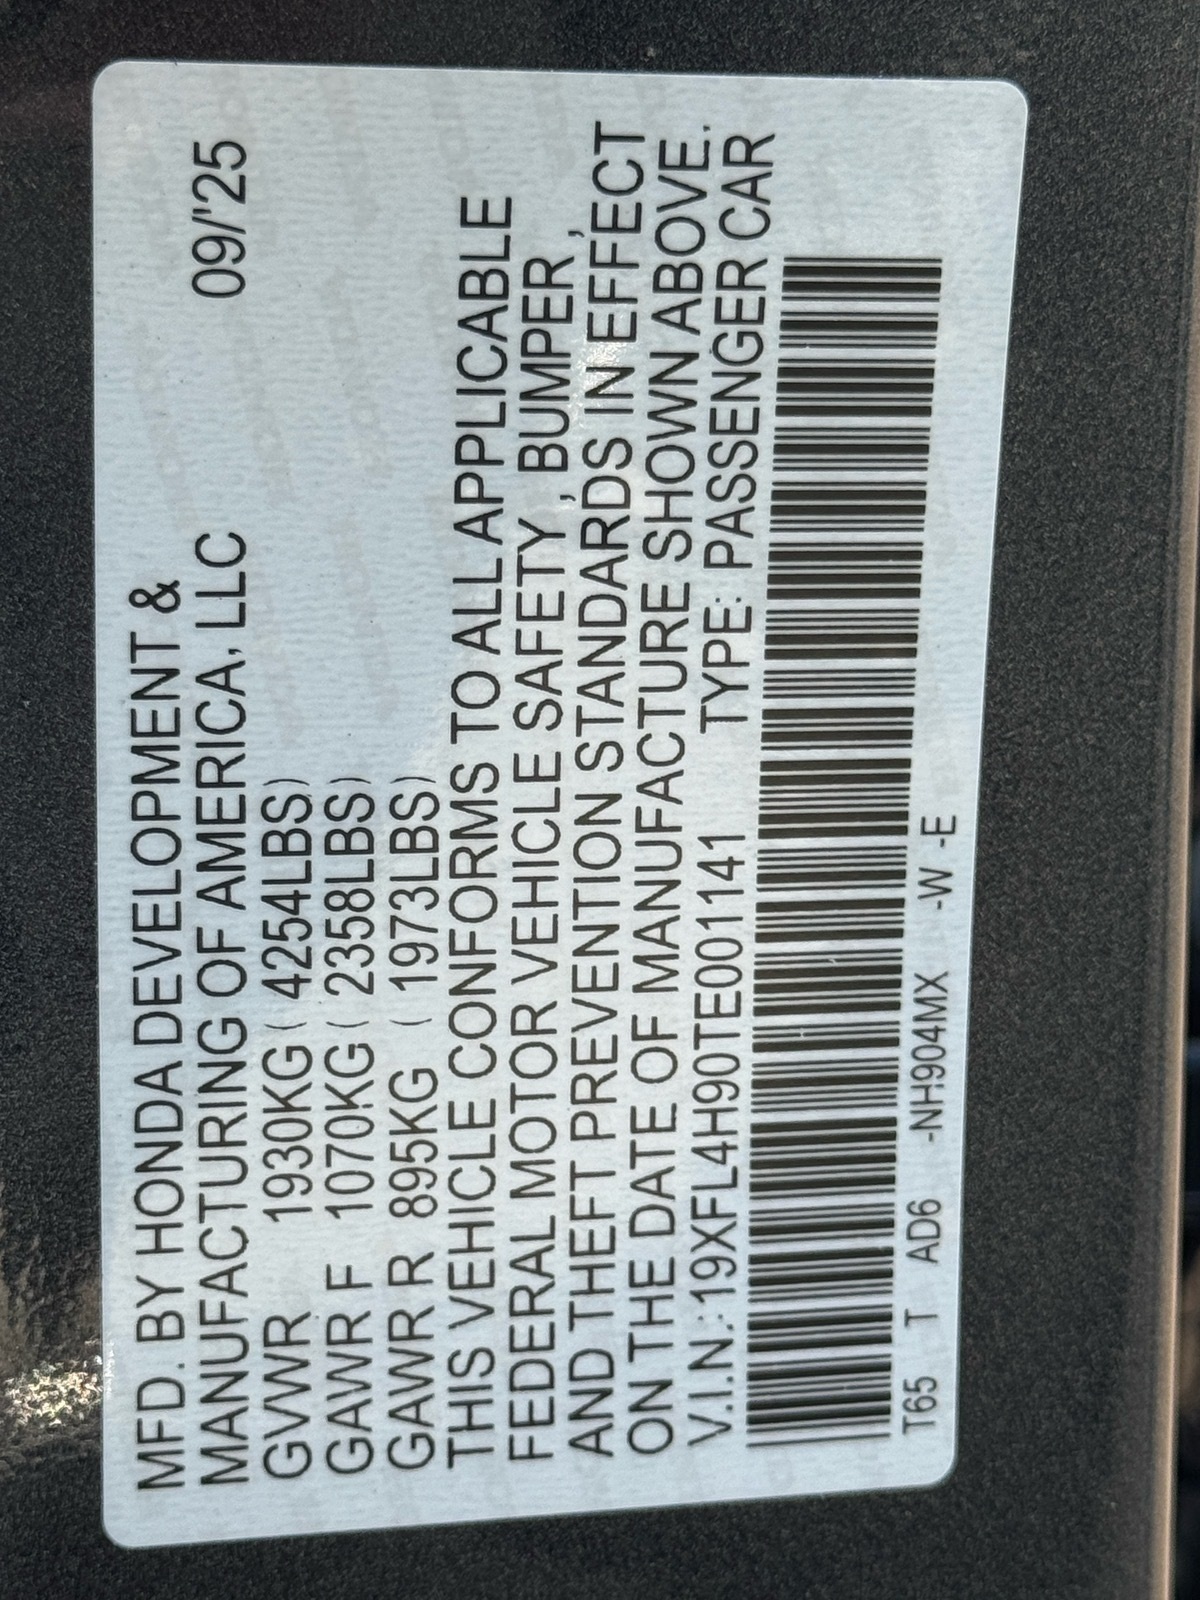 MFD. BY HONDA DEVELOPMENT &
MANUFACTURING OF AMERICA, LLC 09/'25
GVWR 1930KG ( 4254LBS)
GAWR F 1070KG ( 2358LBS)
GAWR R 895KG ( 1973LBS)
THIS VEHICLE CONFORMS TO ALL APPLICABLE
FEDERAL MOTOR VEHICLE SAFETY, BUMPER,
AND THEFT PREVENTION STANDARDS IN EFFECT
ON THE DATE OF MANUFACTURE SHOWN ABOVE.
V.I.N.:19XFL4H90TE001141 TYPE: PASSENGER CAR
T65 T AD6 -NH904MX -W -E